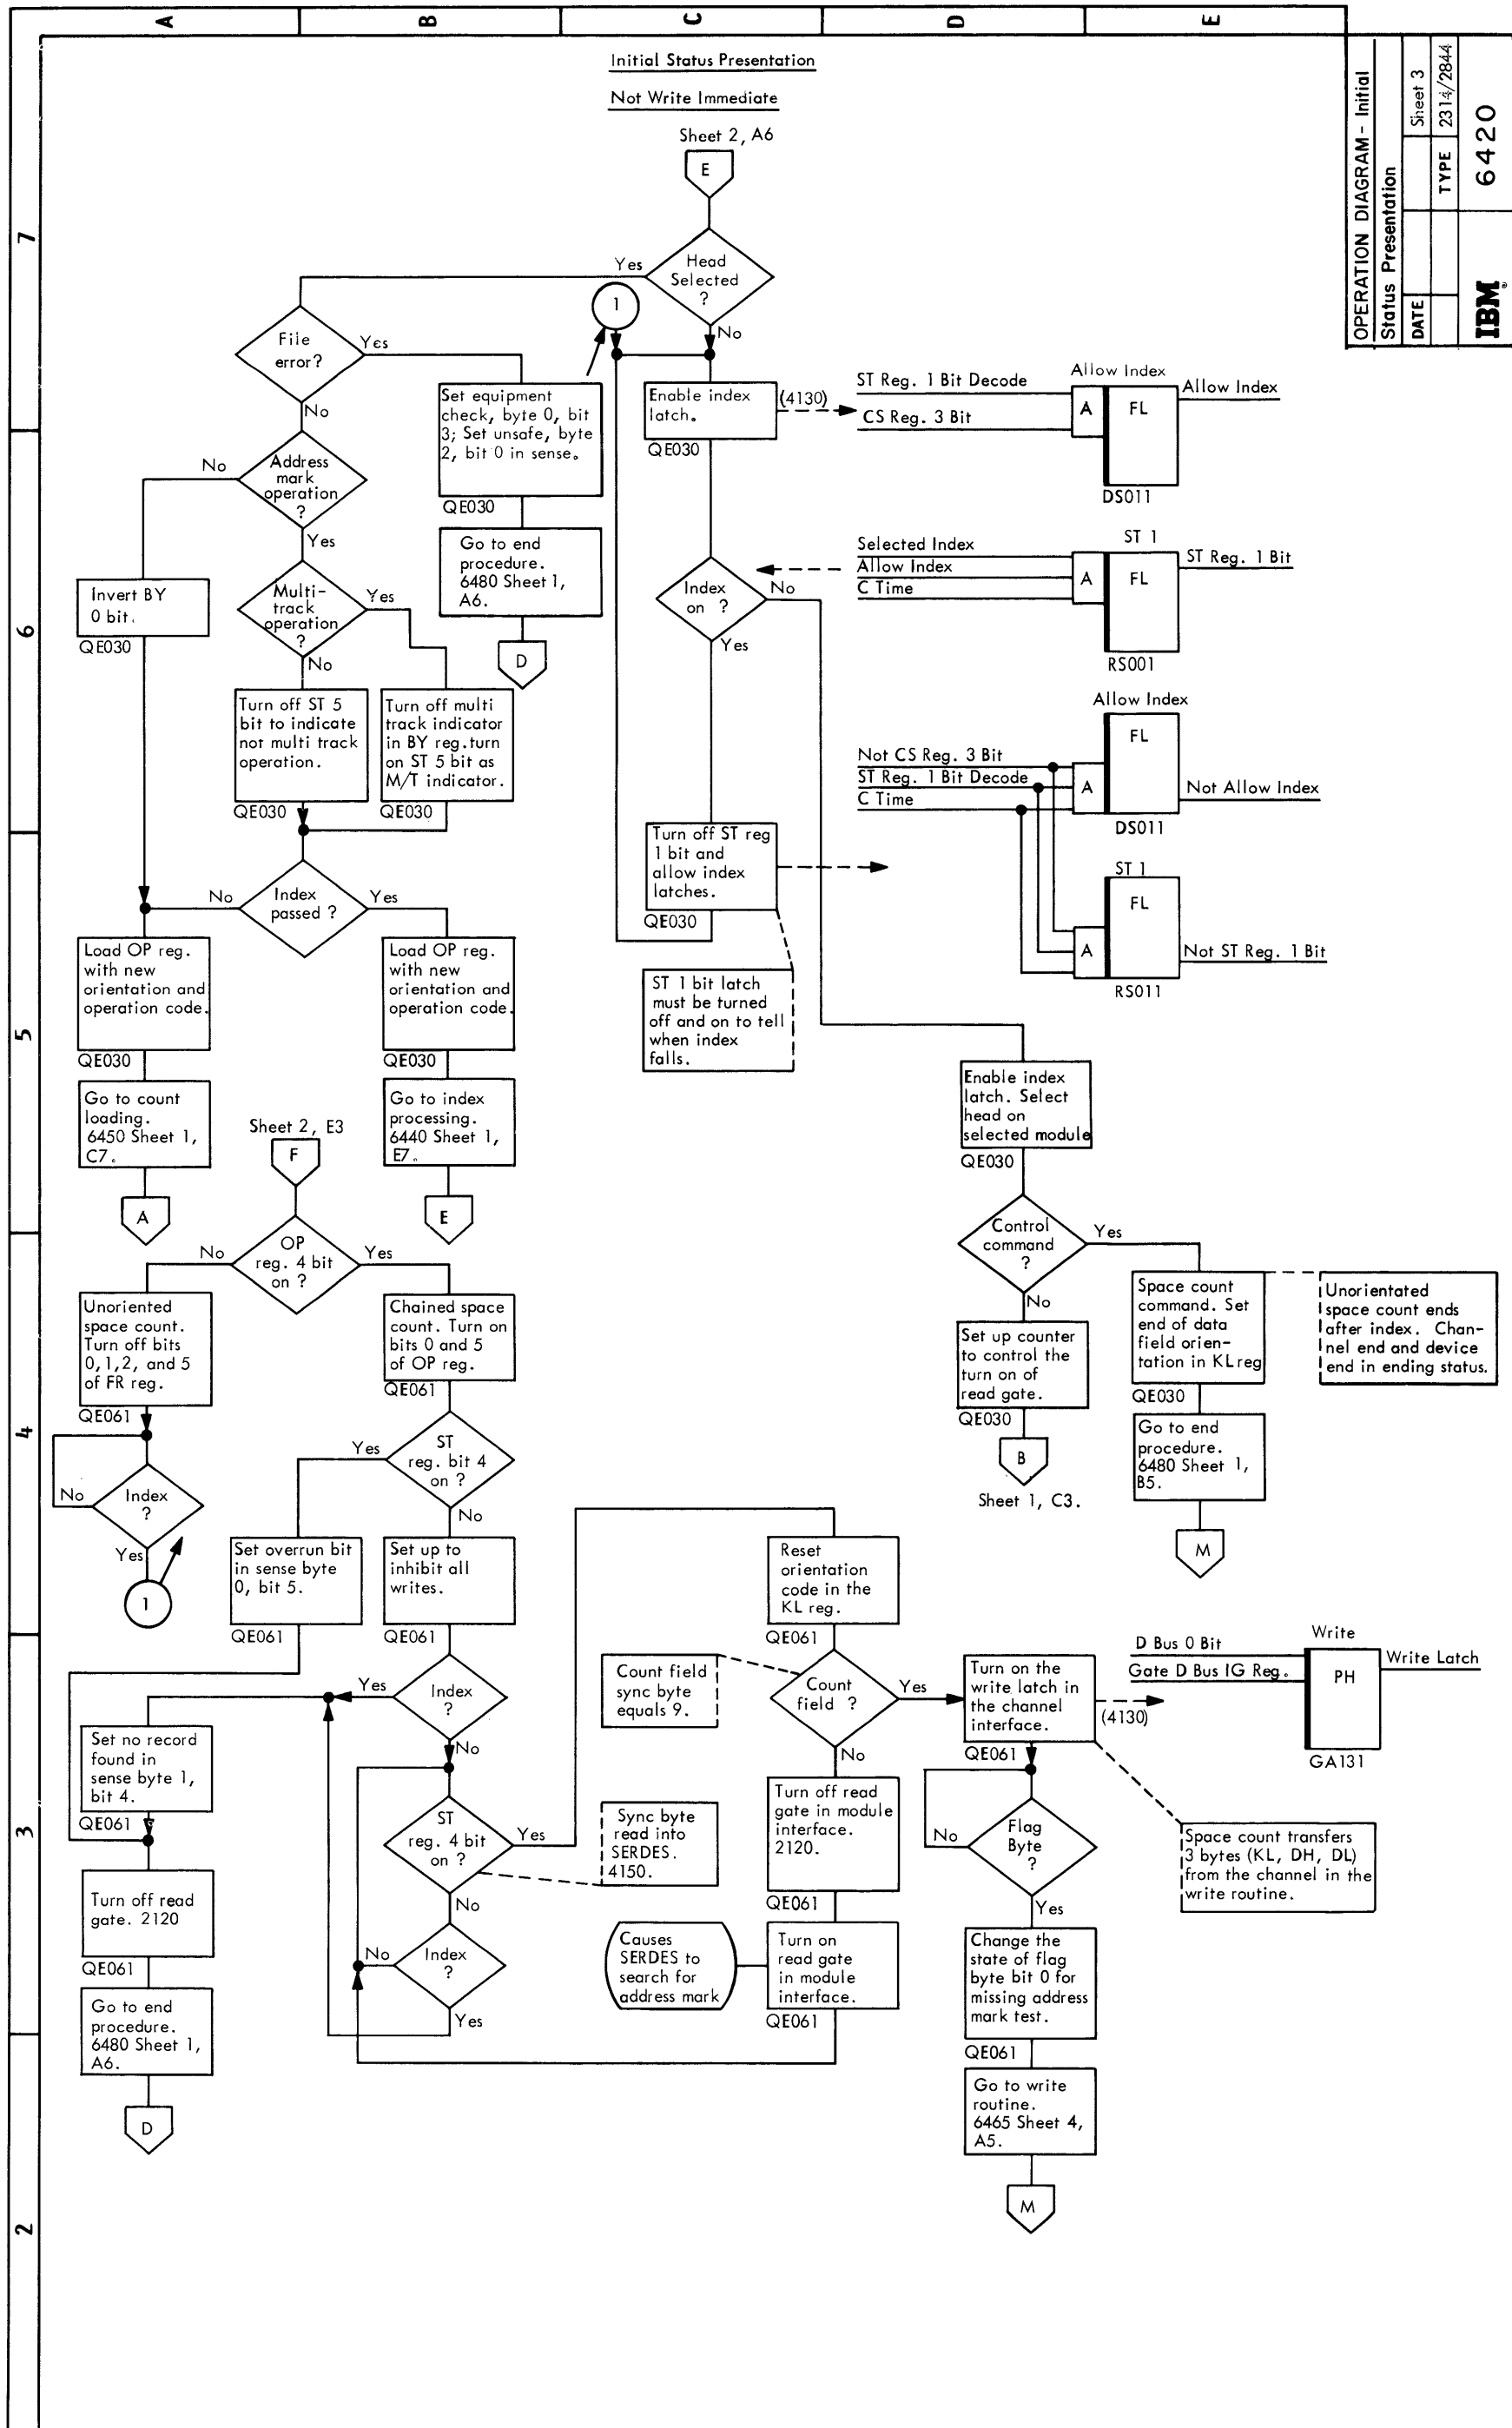 A
B
C
D
E
7
6
5
4
3
2
OPERATION DIAGRAM - Initial
Status Presentation
DATE
Sheet 3
TYPE
2314/2844
IBM
6420
Initial Status Presentation
Not Write Immediate
Sheet 2, A6
E
Head
Selected
?
Yes
No
1
File
error?
Yes
No
Set equipment
check, byte 0, bit
3; Set unsafe, byte
2, bit 0 in sense.
QE030
Go to end
procedure.
6480 Sheet 1,
A6.
D
Address
mark
operation
?
No
Yes
Invert BY
0 bit.
QE030
Multi-
track
operation
?
Yes
No
Turn off ST 5
bit to indicate
not multi track
operation.
QE030
Turn off multi
track indicator
in BY reg.turn
on ST 5 bit as
M/T indicator.
QE030
Index
passed ?
No
Yes
Load OP reg.
with new
orientation and
operation code.
QE030
Go to count
loading.
6450 Sheet 1,
C7.
A
Load OP reg.
with new
orientation and
operation code.
QE030
Go to index
processing.
6440 Sheet 1,
E7.
E
Enable index
latch.
QE030
(4130)
ST Reg. 1 Bit Decode
CS Reg. 3 Bit
Allow Index
A
FL
Allow Index
DS011
Index
on ?
No
Yes
Selected Index
Allow Index
C Time
ST 1
A
FL
ST Reg. 1 Bit
RS001
Turn off ST reg
1 bit and
allow index
latches.
QE030
ST 1 bit latch
must be turned
off and on to tell
when index
falls.
Not CS Reg. 3 Bit
ST Reg. 1 Bit Decode
C Time
Allow Index
FL
A
Not Allow Index
DS011
ST 1
FL
A
Not ST Reg. 1 Bit
RS011
Enable index
latch. Select
head on
selected module
QE030
Control
command
?
Yes
No
Set up counter
to control the
turn on of
read gate.
QE030
B
Sheet 1, C3.
Space count
command. Set
end of data
field orien-
tation in KLreg
QE030
Unorientated
space count ends
after index. Chan-
nel end and device
end in ending status.
Go to end
procedure.
6480 Sheet 1,
B5.
M
Sheet 2, E3
F
OP
reg. 4 bit
on ?
No
Yes
Unoriented
space count.
Turn off bits
0,1,2, and 5
of FR reg.
QE061
Index
?
No
Yes
1
Chained space
count. Turn on
bits 0 and 5
of OP reg.
QE061
ST
reg. bit 4
on ?
Yes
No
Set overrun bit
in sense byte
0, bit 5.
QE061
Set up to
inhibit all
writes.
QE061
Index
?
Yes
No
Set no record
found in
sense byte 1,
bit 4.
QE061
Turn off read
gate. 2120
QE061
Go to end
procedure.
6480 Sheet 1,
A6.
D
ST
reg. 4 bit
on ?
Yes
No
Sync byte
read into
SERDES.
4150.
Index
?
No
Yes
Reset
orientation
code in the
KL reg.
QE061
Count field
sync byte
equals 9.
Count
field ?
Yes
No
Turn off read
gate in module
interface.
2120.
QE061
Causes
SERDES to
search for
address mark
Turn on
read gate
in module
interface.
QE061
Turn on the
write latch in
the channel
interface.
QE061
(4130)
D Bus 0 Bit
Gate D Bus IG Reg.
Write
PH
Write Latch
GA131
Flag
Byte
?
No
Yes
Space count transfers
3 bytes (KL, DH, DL)
from the channel in the
write routine.
Change the
state of flag
byte bit 0 for
missing address
mark test.
QE061
Go to write
routine.
6465 Sheet 4,
A5.
M